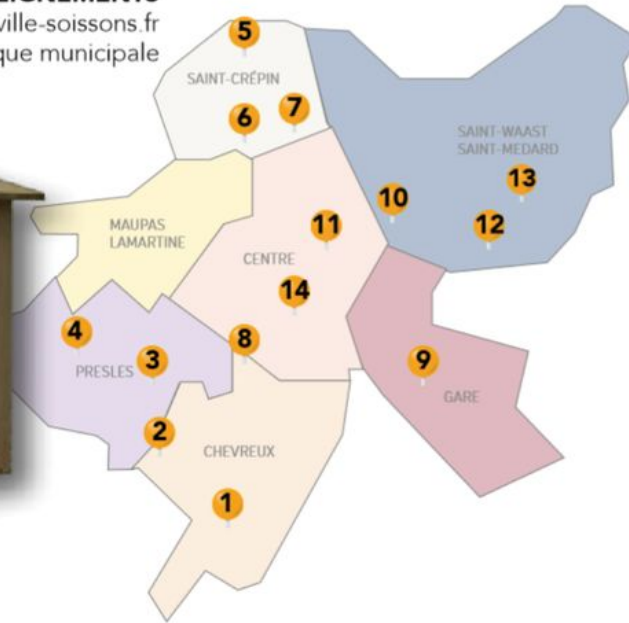 ville-soissons.fr
que municipale
5
SAINT-CRÉPIN
7
6
SAINT-WAAST
SAINT-MEDARD
13
10
12
11
MAUPAS
LAMARTINE
CENTRE
14
4
8
3
PRESLES
9
GARE
2
CHEVREUX
1